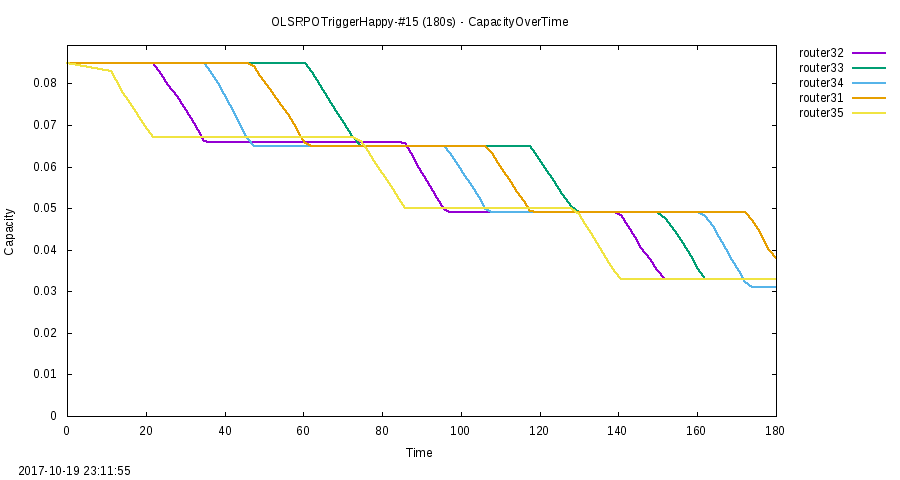 OLSRPOTriggerHappy-#15 (180s) - CapacityOverTime
router32
router33
router34
router31
router35
0.08
0.07
0.06
0.05
0.04
0.03
0.02
0.01
0
Capacity
0 20 40 60 80 100 120 140 160 180
Time
2017-10-19 23:11:55